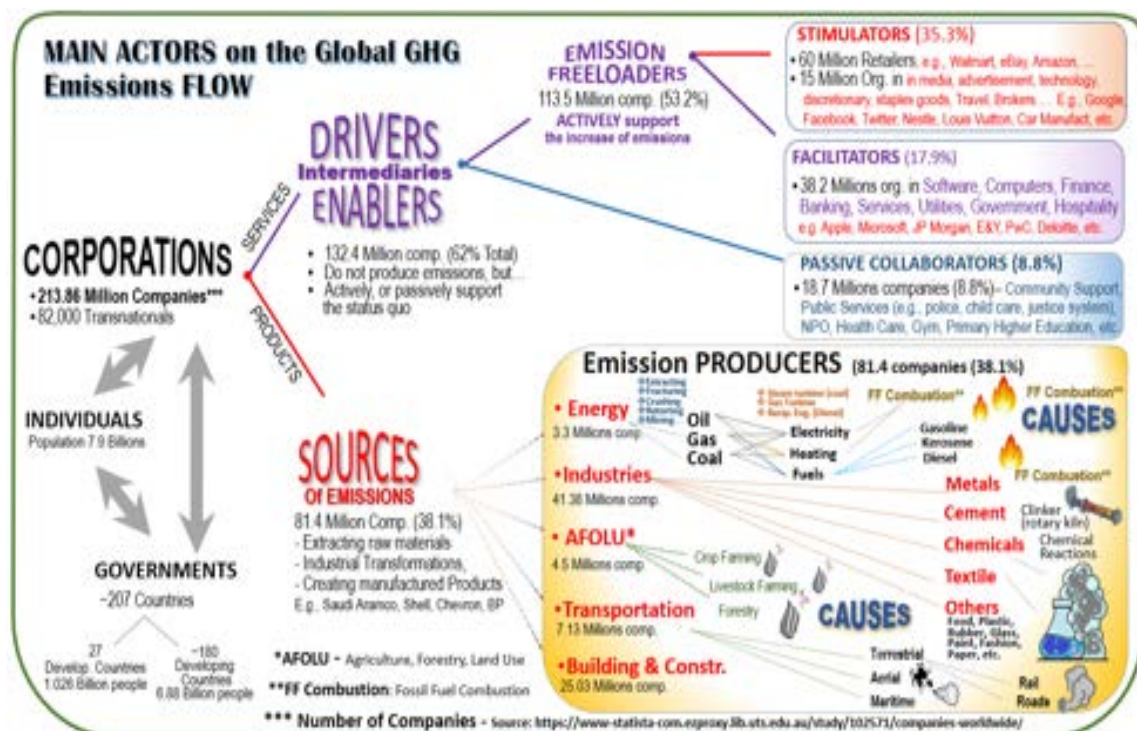 MAIN ACTORS on the Global GHG
Emissions FLOW
EMISSION
FREELOADERS
113.5 Million comp. (53.2%)
ACTIVELY support
the increase of emissions
STIMULATORS (35.3%)
• 60 Million Retailers, e.g., Walmart, eBay, Amazon, ...
• 15 Million Org. in in media, advertisement, technology,
discretionary, staples goods, Travel, Brokers ... E.g., Google,
Facebook, Twitter, Nestle, Louis Vuitton, Car Manufact, etc.
FACILITATORS (17.9%)
• 38.2 Millions org. in Software, Computers, Finance,
Banking, Services, Utilities, Government, Hospitality
e.g. Apple, Microsoft, JP Morgan, E&Y, PwC, Deloitte, etc.
PASSIVE COLLABORATORS (8.8%)
• 18.7 Millions companies (8.8%)– Community Support,
Public Services (e.g., police, child care, justice system),
NPO, Health Care, Gym, Primary Higher Education, etc.
DRIVERS
Intermediaries
ENABLERS
• 132.4 Million comp. (62% Total)
• Do not produce emissions, but...
• Actively, or passively support
the status quo
SERVICES
PRODUCTS
CORPORATIONS
• 213.86 Million Companies***
• 82,000 Transnationals
INDIVIDUALS
Population 7.9 Billions
GOVERNMENTS
~207 Countries
27
Develop. Countries
1.026 Billion people
~180
Developing
Countries
6.88 Billion people
SOURCES
Of EMISSIONS
81.4 Million Comp. (38.1%)
- Extracting raw materials
- Industrial Transformations,
- Creating manufactured Products
E.g., Saudi Aramco, Shell, Chevron, BP
Emission PRODUCERS (81.4 companies (38.1%)
• Energy
3.3 Millions comp.
Extracting
Fracturing
Crushing
Mining
Oil
Gas
Coal
Electricity
Heating
Fuels
FF Combustion**
Gasoline
Kerosene
Diesel
FF Combustion**
CAUSES
FF Combustion**
• Industries
41.38 Millions comp.
Metals
Cement
Clinker
(rotary kiln)
Chemicals
Chemical
Reactions
Textile
Others
Food, Plastic,
Rubber, Glass,
Paint, Fashion,
Paper, etc.
• AFOLU*
4.5 Millions comp.
Crop Farming
Livestock Farming
Forestry
CAUSES
• Transportation
7.13 Millions comp.
Terrestrial
Aerial
Maritime
Rail
Roads
• Building & Constr.
25.03 Millions comp.
*AFOLU - Agriculture, Forestry, Land Use
**FF Combustion: Fossil Fuel Combustion
*** Number of Companies - Source: https://www-statista-com.ezproxy.lib.uts.edu.au/study/102571/companies-worldwide/